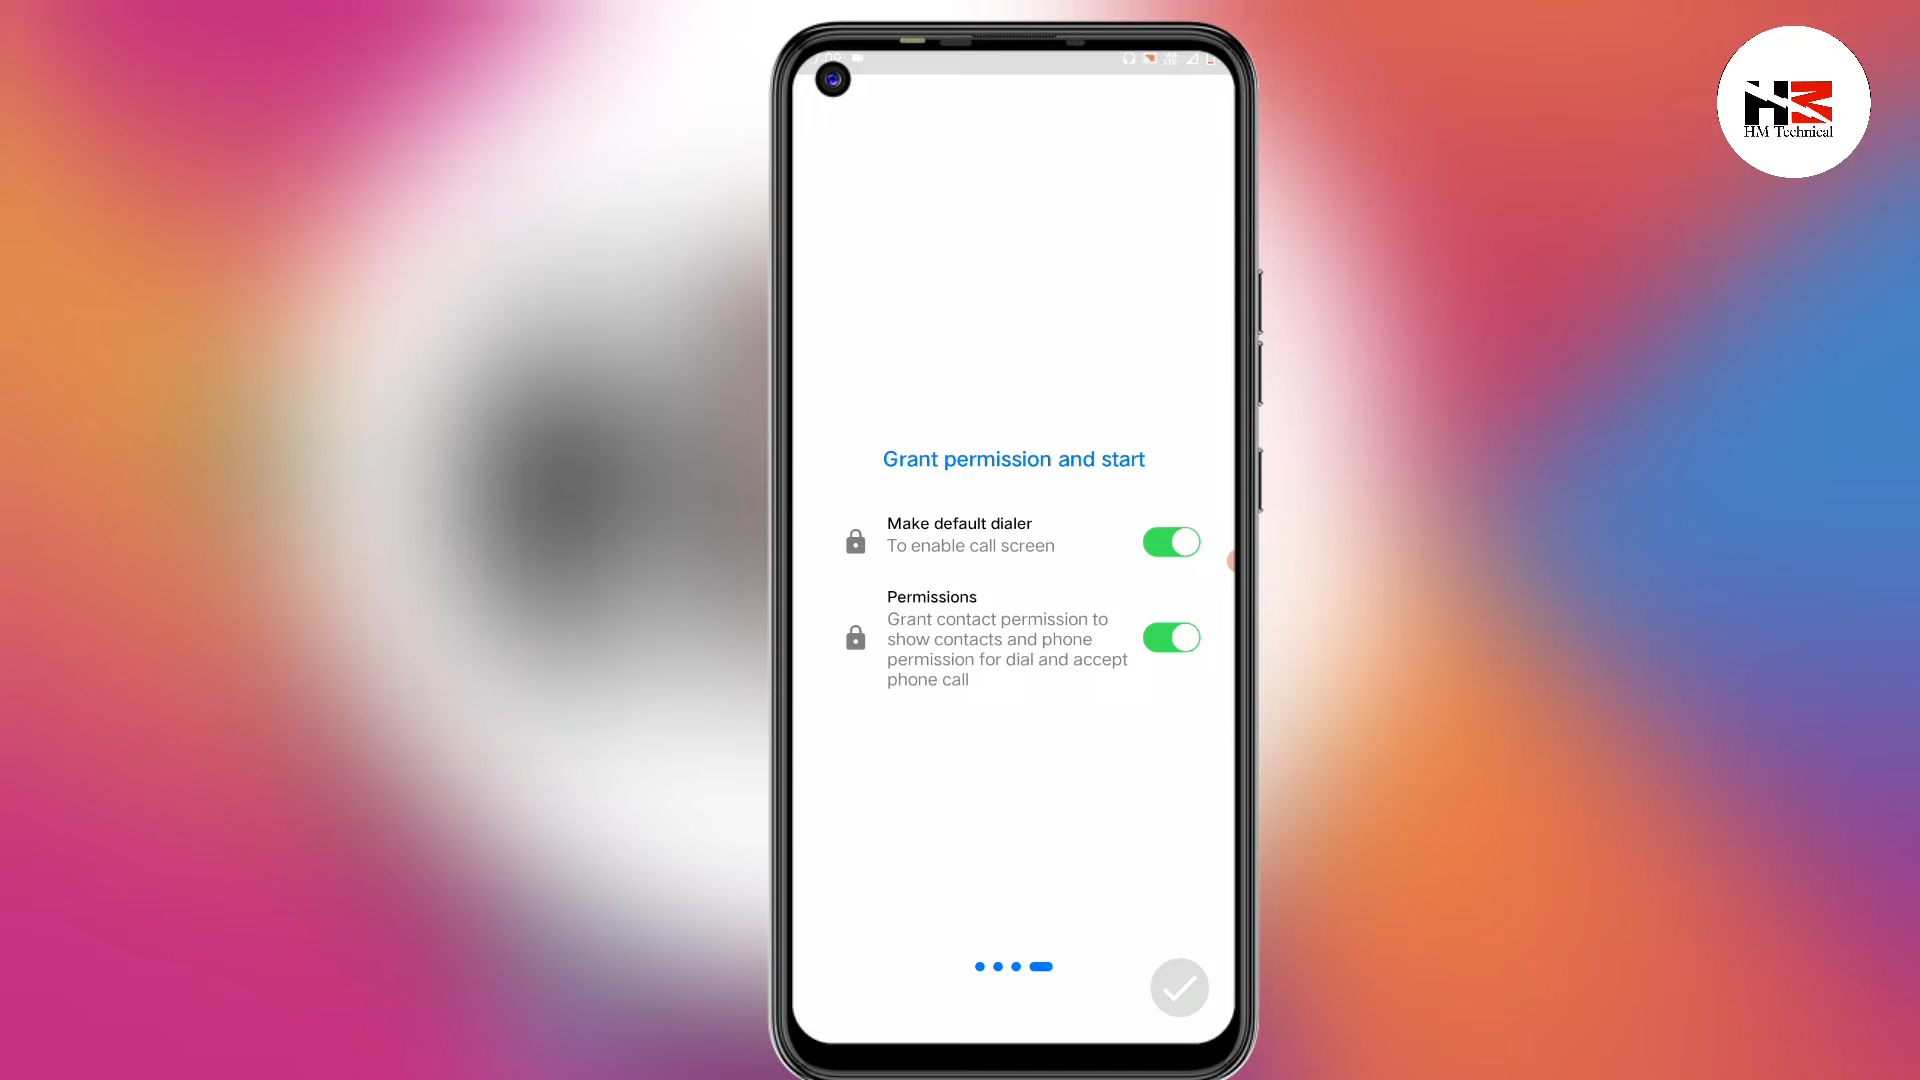 HM Technical
Grant permission and start
Make default dialer
To enable call screen
Permissions
Grant contact permission to
show contacts and phone
permission for dial and accept
phone call